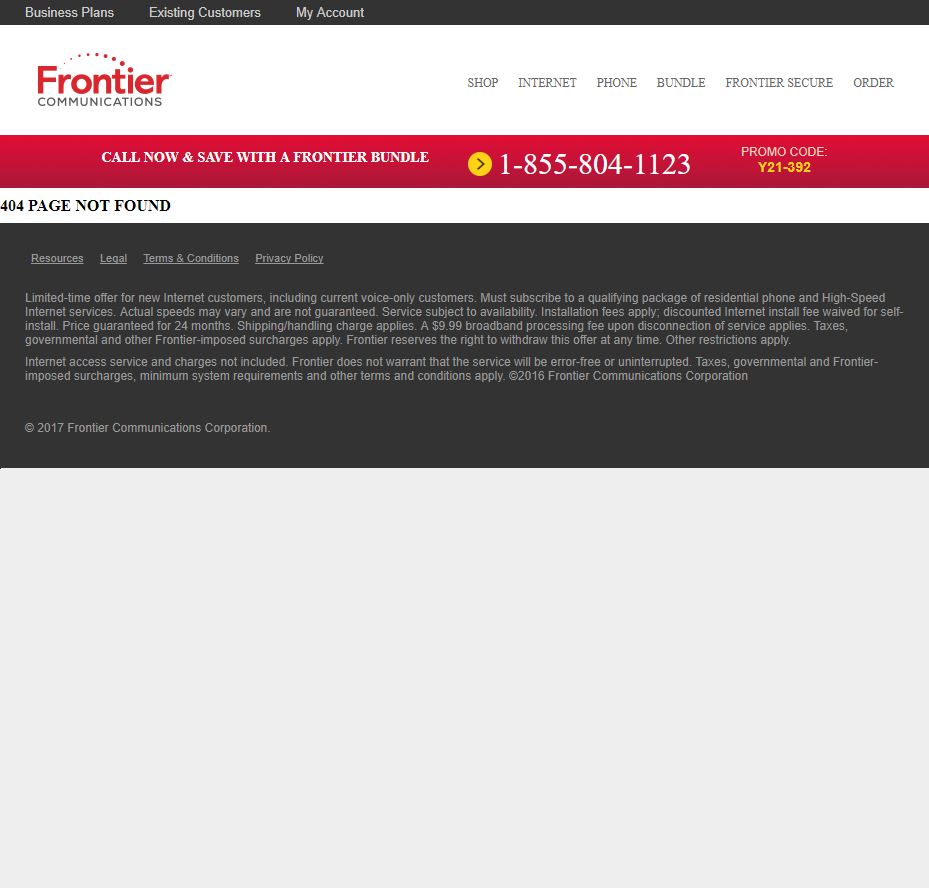 Business Plans Existing Customers My Account
Frontier
COMMUNICATIONS
SHOP INTERNET PHONE BUNDLE FRONTIER SECURE ORDER
CALL NOW & SAVE WITH A FRONTIER BUNDLE
1-855-804-1123
PROMO CODE:
Y21-392
404 PAGE NOT FOUND
Resources Legal Terms & Conditions Privacy Policy
Limited-time offer for new Internet customers, including current voice-only customers. Must subscribe to a qualifying package of residential phone and High-Speed
Internet services. Actual speeds may vary and are not guaranteed. Service subject to availability. Installation fees apply; discounted Internet install fee waived for self-
install. Price guaranteed for 24 months. Shipping/handling charge applies. A $9.99 broadband processing fee upon disconnection of service applies. Taxes,
governmental and other Frontier-imposed surcharges apply. Frontier reserves the right to withdraw this offer at any time. Other restrictions apply.
Internet access service and charges not included. Frontier does not warrant that the service will be error-free or uninterrupted. Taxes, governmental and Frontier-
imposed surcharges, minimum system requirements and other terms and conditions apply. ©2016 Frontier Communications Corporation
© 2017 Frontier Communications Corporation.